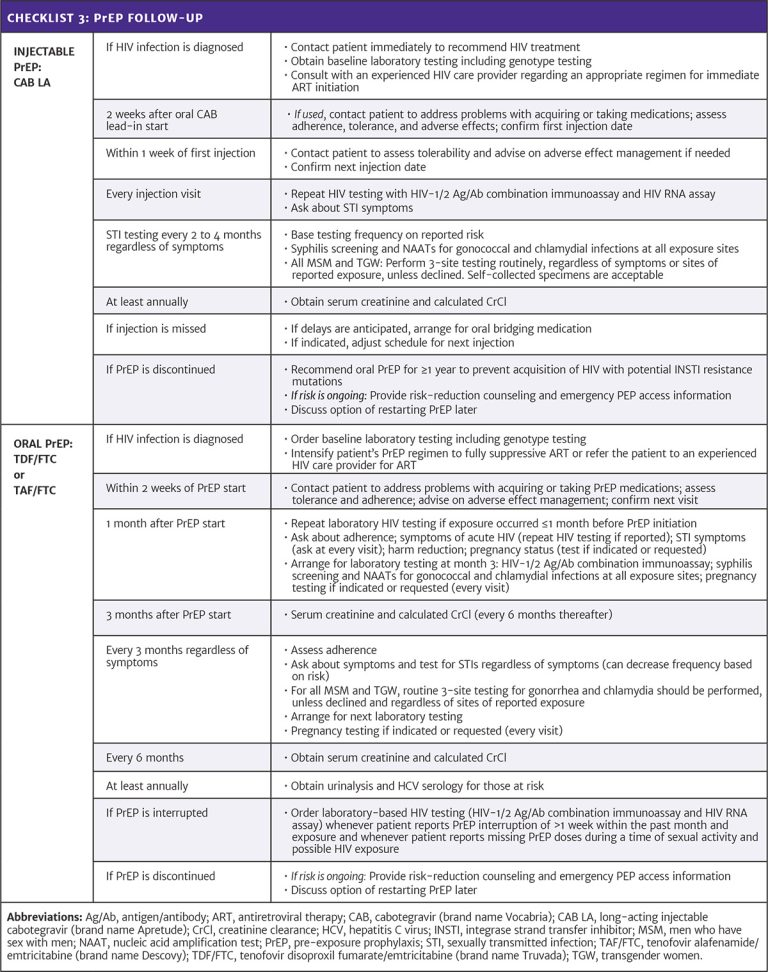 CHECKLIST 3: PrEP FOLLOW-UP
INJECTABLE
PrEP:
CAB LA
If HIV infection is diagnosed
• Contact patient immediately to recommend HIV treatment
• Obtain baseline laboratory testing including genotype testing
• Consult with an experienced HIV care provider regarding an appropriate regimen for immediate
ART initiation
2 weeks after oral CAB
lead-in start
• If used, contact patient to address problems with acquiring or taking medications; assess
adherence, tolerance, and adverse effects; confirm first injection date
Within 1 week of first injection
• Contact patient to assess tolerability and advise on adverse effect management if needed
• Confirm next injection date
Every injection visit
• Repeat HIV testing with HIV-1/2 Ag/Ab combination immunoassay and HIV RNA assay
• Ask about STI symptoms
STI testing every 2 to 4 months
regardless of symptoms
• Base testing frequency on reported risk
• Syphilis screening and NAATs for gonococcal and chlamydial infections at all exposure sites
• All MSM and TGW: Perform 3-site testing routinely, regardless of symptoms or sites of
reported exposure, unless declined. Self-collected specimens are acceptable
At least annually
• Obtain serum creatinine and calculated CrCl
If injection is missed
• If delays are anticipated, arrange for oral bridging medication
• If indicated, adjust schedule for next injection
If PrEP is discontinued
• Recommend oral PrEP for ≥1 year to prevent acquisition of HIV with potential INSTI resistance
mutations
• If risk is ongoing: Provide risk-reduction counseling and emergency PEP access information
• Discuss option of restarting PrEP later
ORAL PrEP:
TDF/FTC
or
TAF/FTC
If HIV infection is diagnosed
• Order baseline laboratory testing including genotype testing
• Intensify patient's PrEP regimen to fully suppressive ART or refer the patient to an experienced
HIV care provider for ART
Within 2 weeks of PrEP start
• Contact patient to address problems with acquiring or taking PrEP medications; assess
tolerance and adherence; advise on adverse effect management; confirm next visit
1 month after PrEP start
• Repeat laboratory HIV testing if exposure occurred ≤1 month before PrEP initiation
• Ask about adherence; symptoms of acute HIV (repeat HIV testing if reported); STI symptoms
(ask at every visit); harm reduction; pregnancy status (test if indicated or requested)
• Arrange for laboratory testing at month 3: HIV-1/2 Ag/Ab combination immunoassay; syphilis
screening and NAATs for gonococcal and chlamydial infections at all exposure sites; pregnancy
testing if indicated or requested (every visit)
3 months after PrEP start
• Serum creatinine and calculated CrCl (every 6 months thereafter)
Every 3 months regardless of
symptoms
• Assess adherence
• Ask about symptoms and test for STIs regardless of symptoms (can decrease frequency based
on risk)
• For all MSM and TGW, routine 3-site testing for gonorrhea and chlamydia should be performed,
unless declined and regardless of sites of reported exposure
• Arrange for next laboratory testing
• Pregnancy testing if indicated or requested (every visit)
Every 6 months
• Obtain serum creatinine and calculated CrCl
At least annually
• Obtain urinalysis and HCV serology for those at risk
If PrEP is interrupted
• Order laboratory-based HIV testing (HIV-1/2 Ag/Ab combination immunoassay and HIV RNA
assay) whenever patient reports PrEP interruption of >1 week within the past month and
exposure and whenever patient reports missing PrEP doses during a time of sexual activity and
possible HIV exposure
If PrEP is discontinued
• If risk is ongoing: Provide risk-reduction counseling and emergency PEP access information
• Discuss option of restarting PrEP later
Abbreviations: Ag/Ab, antigen/antibody; ART, antiretroviral therapy; CAB, cabotegravir (brand name Vocabria); CAB LA, long-acting injectable
cabotegravir (brand name Apretude); CrCl, creatinine clearance; HCV, hepatitis C virus; INSTI, integrase strand transfer inhibitor; MSM, men who have
sex with men; NAAT, nucleic acid amplification test; PrEP, pre-exposure prophylaxis; STI, sexually transmitted infection; TAF/FTC, tenofovir alafenamide/
emtricitabine (brand name Descovy); TDF/FTC, tenofovir disoproxil fumarate/emtricitabine (brand name Truvada); TGW, transgender women.